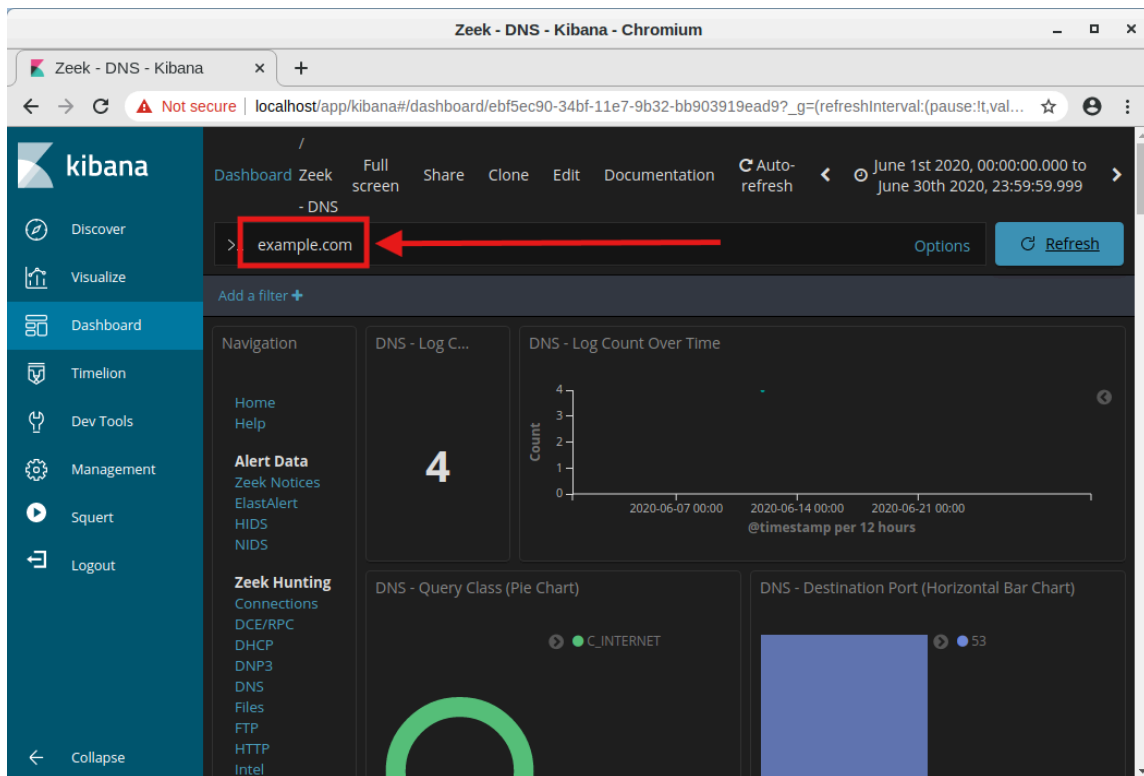 Zeek - DNS - Kibana - Chromium
Zeek - DNS - Kibana
Not secure | localhost/app/kibana#/dashboard/ebf5ec90-34bf-11e7-9b32-bb903919ead9?_g=(refreshInterval:(pause:!t,val...
kibana
Discover
Visualize
Dashboard
Timelion
Dev Tools
Management
Squert
Logout
Collapse
Dashboard
/
Zeek
- DNS
Full
screen
Share
Clone
Edit
Documentation
Auto-
refresh
June 1st 2020, 00:00:00.000 to
June 30th 2020, 23:59:59.999
>_ example.com
Options
Refresh
Add a filter +
Navigation
Home
Help
Alert Data
Zeek Notices
ElastAlert
HIDS
NIDS
Zeek Hunting
Connections
DCE/RPC
DHCP
DNP3
DNS
Files
FTP
HTTP
Intel
DNS - Log C...
4
DNS - Log Count Over Time
Count
4
3
2
1
0
2020-06-07 00:00 2020-06-14 00:00 2020-06-21 00:00
@timestamp per 12 hours
DNS - Query Class (Pie Chart)
C_INTERNET
DNS - Destination Port (Horizontal Bar Chart)
53